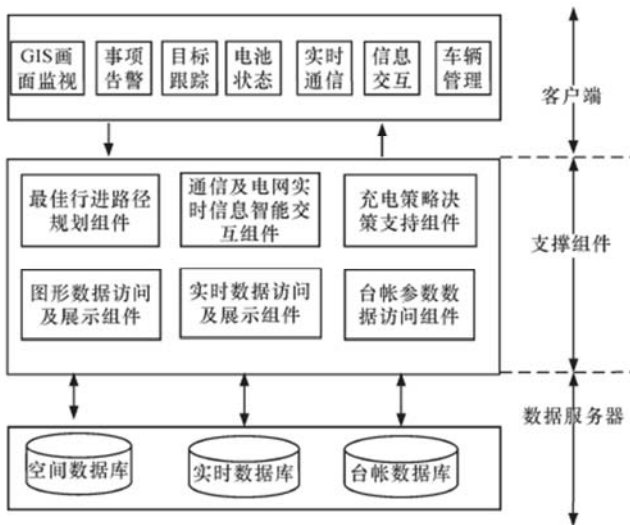 GIS画
面监视
事项
告警
目标
跟踪
电池
状态
实时
通信
信息
交互
车辆
管理
客户端
最佳行进路径
规划组件
通信及电网实
时信息智能交
互组件
充电策略决
策支持组件
支撑组件
图形数据访问
及展示组件
实时数据访问
及展示组件
台帐参数数
据访问组件
数据服务器
空间数据库
实时数据库
台帐数据库